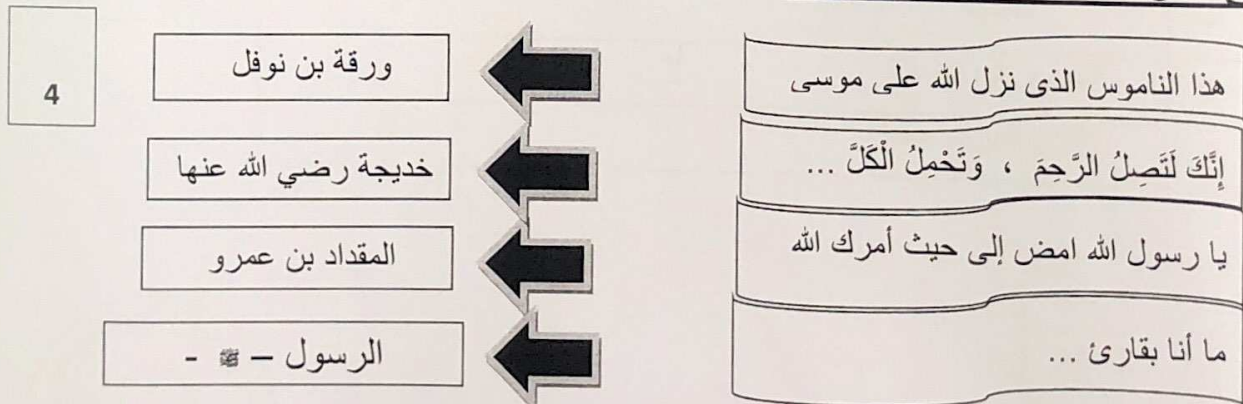 هذا الناموس الذى نزل الله على موسى
ورقة بن نوفل
4
إِنَّكَ لَتَصِلُ الرَّحِمَ ، وَتَحْمِلُ الْكَلَّ ...
خديجة رضي الله عنها
يا رسول الله امض إلى حيث أمرك الله
المقداد بن عمرو
ما أنا بقارئ ...
الرسول – ﷺ -